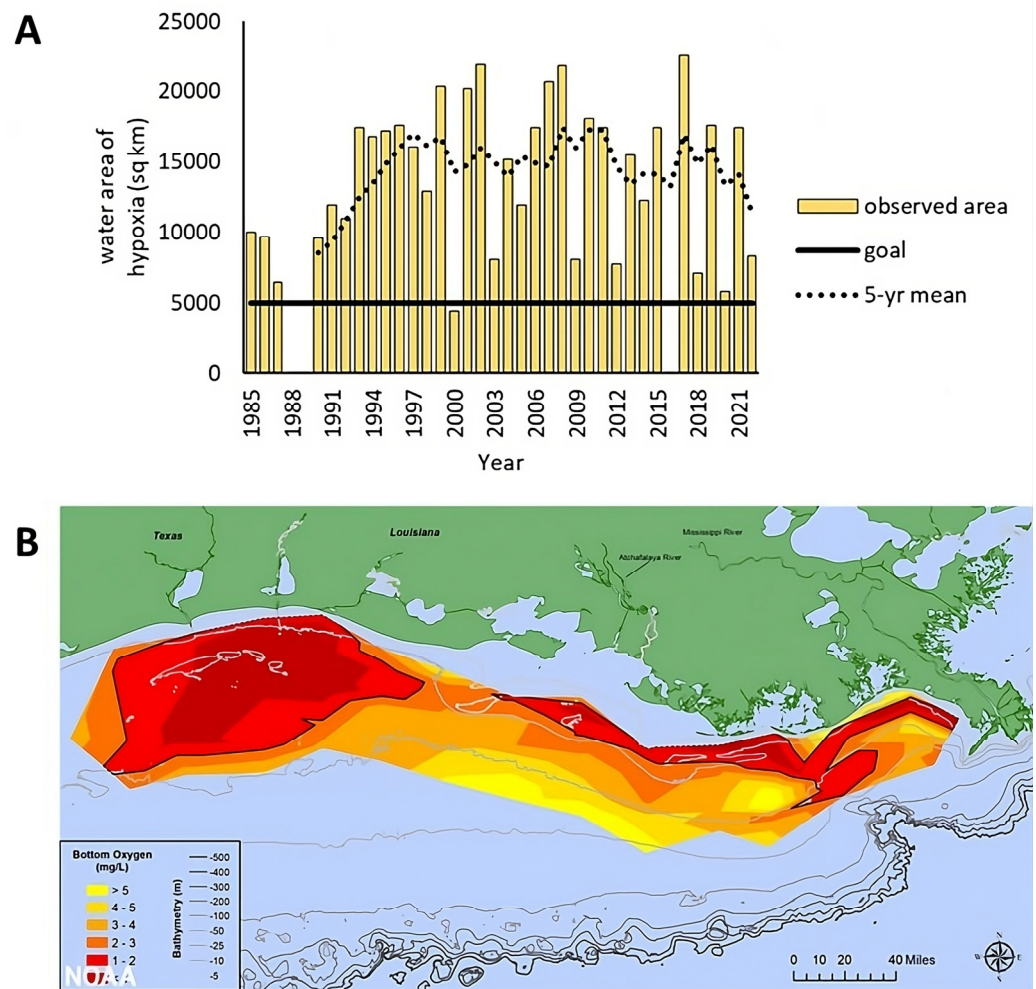 A
25000
20000
15000
10000
5000
0
water area of
hypoxia (sq km)
1985
1988
1991
1994
1997
2000
2003
2006
2009
2012
2015
2018
2021
Year
observed area
goal
5-yr mean
B
Texas
Louisiana
Mississippi River
Atchafalaya River
Bottom Oxygen
(mg/L)
> 5
4 - 5
3 - 4
2 - 3
1 - 2
Bathymetry (m)
-500
-400
-300
-200
-100
-50
-25
-10
-5
NOAA
0 10 20 40 Miles
N
E
S